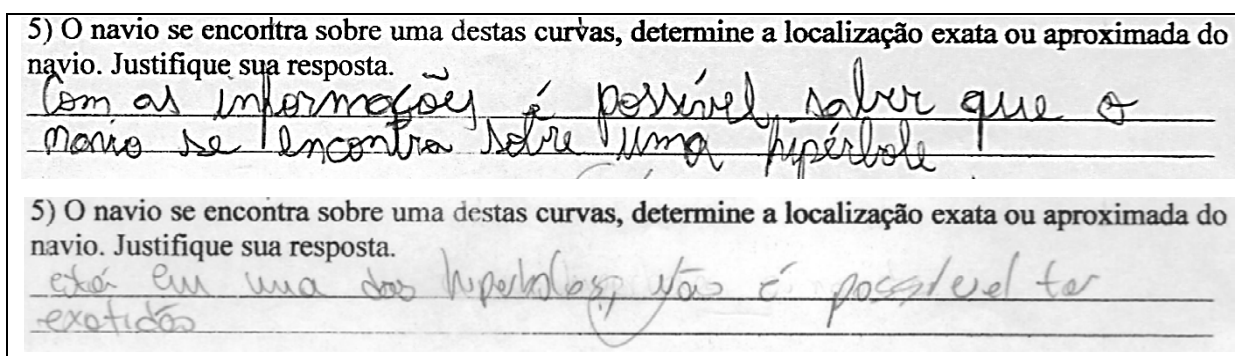 5) O navio se encontra sobre uma destas curvas, determine a localização exata ou aproximada do
navio. Justifique sua resposta.
Com as informações é possível saber que o
navio se encontra sobre uma hipérbole
5) O navio se encontra sobre uma destas curvas, determine a localização exata ou aproximada do
navio. Justifique sua resposta.
está em uma das hiperboles, não é possível ter
exatidão